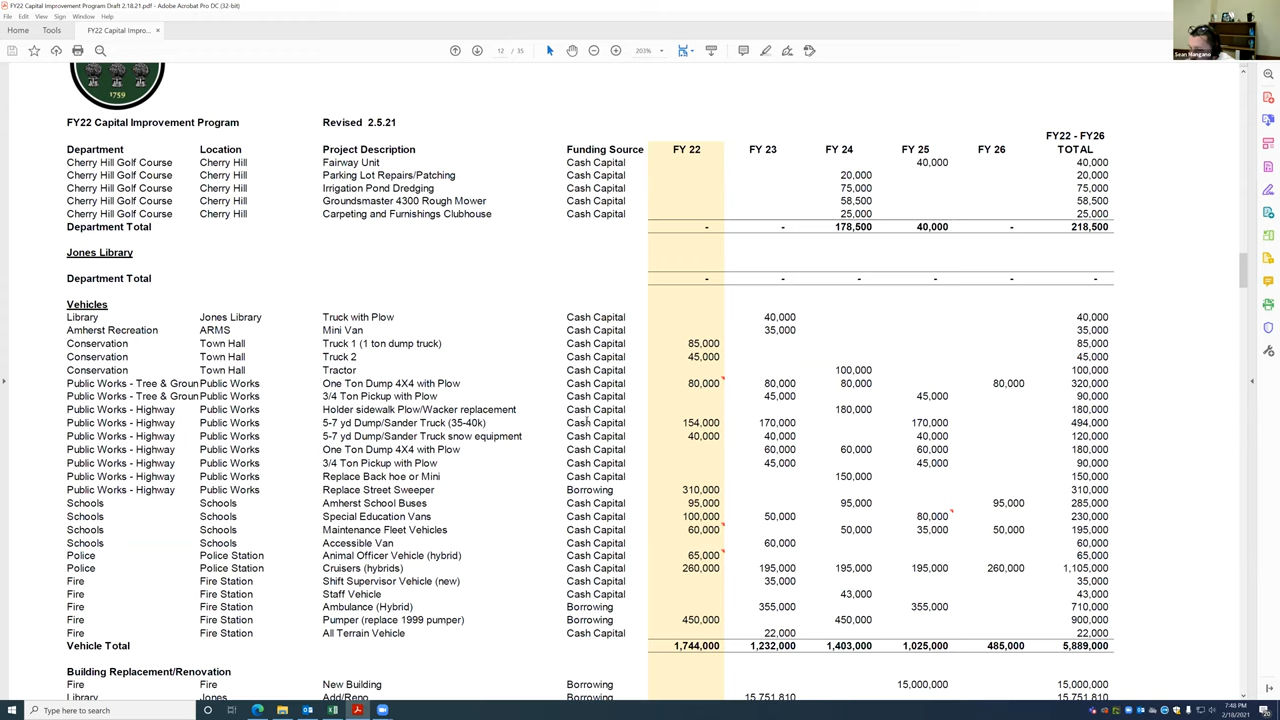 FY22 Capital Improvement Program Draft 2.18.21.pdf - Adobe Acrobat Pro DC (32-bit)
File Edit View Sign Window Help
Home Tools FY22 Capital Impro... ×
12 / 35 203%
Sean Mangano
1759
FY22 Capital Improvement Program Revised 2.5.21
FY22 - FY26
Department Location Project Description Funding Source FY 22 FY 23 FY 24 FY 25 FY 26 TOTAL
Cherry Hill Golf Course Cherry Hill Fairway Unit Cash Capital 40,000 40,000
Cherry Hill Golf Course Cherry Hill Parking Lot Repairs/Patching Cash Capital 20,000 20,000
Cherry Hill Golf Course Cherry Hill Irrigation Pond Dredging Cash Capital 75,000 75,000
Cherry Hill Golf Course Cherry Hill Groundsmaster 4300 Rough Mower Cash Capital 58,500 58,500
Cherry Hill Golf Course Cherry Hill Carpeting and Furnishings Clubhouse Cash Capital 25,000 25,000
Department Total - - 178,500 40,000 - 218,500
Jones Library
Department Total - - - - - -
Vehicles
Library Jones Library Truck with Plow Cash Capital 40,000 40,000
Amherst Recreation ARMS Mini Van Cash Capital 35,000 35,000
Conservation Town Hall Truck 1 (1 ton dump truck) Cash Capital 85,000 85,000
Conservation Town Hall Truck 2 Cash Capital 45,000 45,000
Conservation Town Hall Tractor Cash Capital 100,000 100,000
Public Works - Tree & Groun Public Works One Ton Dump 4X4 with Plow Cash Capital 80,000 80,000 80,000 80,000 320,000
Public Works - Tree & Groun Public Works 3/4 Ton Pickup with Plow Cash Capital 45,000 45,000 90,000
Public Works - Highway Public Works Holder sidewalk Plow/Wacker replacement Cash Capital 180,000 180,000
Public Works - Highway Public Works 5-7 yd Dump/Sander Truck (35-40k) Cash Capital 154,000 170,000 170,000 494,000
Public Works - Highway Public Works 5-7 yd Dump/Sander Truck snow equipment Cash Capital 40,000 40,000 40,000 120,000
Public Works - Highway Public Works One Ton Dump 4X4 with Plow Cash Capital 60,000 60,000 60,000 180,000
Public Works - Highway Public Works 3/4 Ton Pickup with Plow Cash Capital 45,000 45,000 90,000
Public Works - Highway Public Works Replace Back hoe or Mini Cash Capital 150,000 150,000
Public Works - Highway Public Works Replace Street Sweeper Borrowing 310,000 310,000
Schools Schools Amherst School Buses Cash Capital 95,000 95,000 95,000 285,000
Schools Schools Special Education Vans Cash Capital 100,000 50,000 80,000 230,000
Schools Schools Maintenance Fleet Vehicles Cash Capital 60,000 50,000 35,000 50,000 195,000
Schools Schools Accessible Van Cash Capital 60,000 60,000
Police Police Station Animal Officer Vehicle (hybrid) Cash Capital 65,000 65,000
Police Police Station Cruisers (hybrids) Cash Capital 260,000 195,000 195,000 195,000 260,000 1,105,000
Fire Fire Station Shift Supervisor Vehicle (new) Cash Capital 35,000 35,000
Fire Fire Station Staff Vehicle Cash Capital 43,000 43,000
Fire Fire Station Ambulance (Hybrid) Borrowing 355,000 355,000 710,000
Fire Fire Station Pumper (replace 1999 pumper) Borrowing 450,000 450,000 900,000
Fire Fire Station All Terrain Vehicle Cash Capital 22,000 22,000
Vehicle Total 1,744,000 1,232,000 1,403,000 1,025,000 485,000 5,889,000
Building Replacement/Renovation
Fire Fire New Building Borrowing 15,000,000 15,000,000
Library Jones Add/Reno Borrowing 15,751,810 15,751,810
Type here to search
7:48 PM
2/18/2021